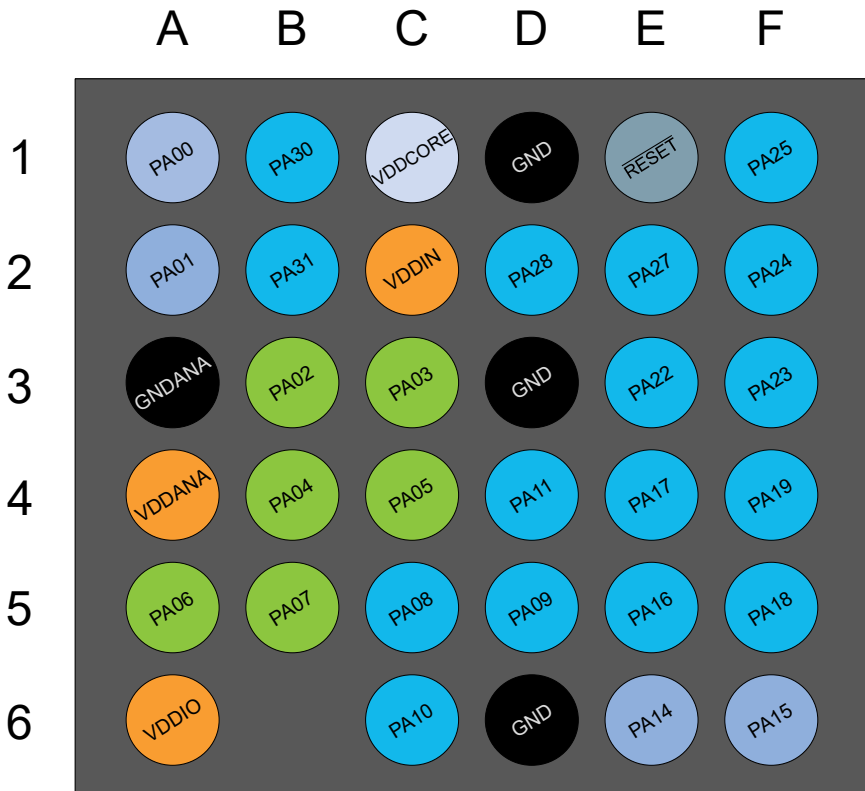 A B C D E F
1 PA00 PA30 VDDCORE GND RESET PA25
2 PA01 PA31 VDDIN PA28 PA27 PA24
3 GNDANA PA02 PA03 GND PA22 PA23
4 VDDANA PA04 PA05 PA11 PA17 PA19
5 PA06 PA07 PA08 PA09 PA16 PA18
6 VDDIO PA10 GND PA14 PA15